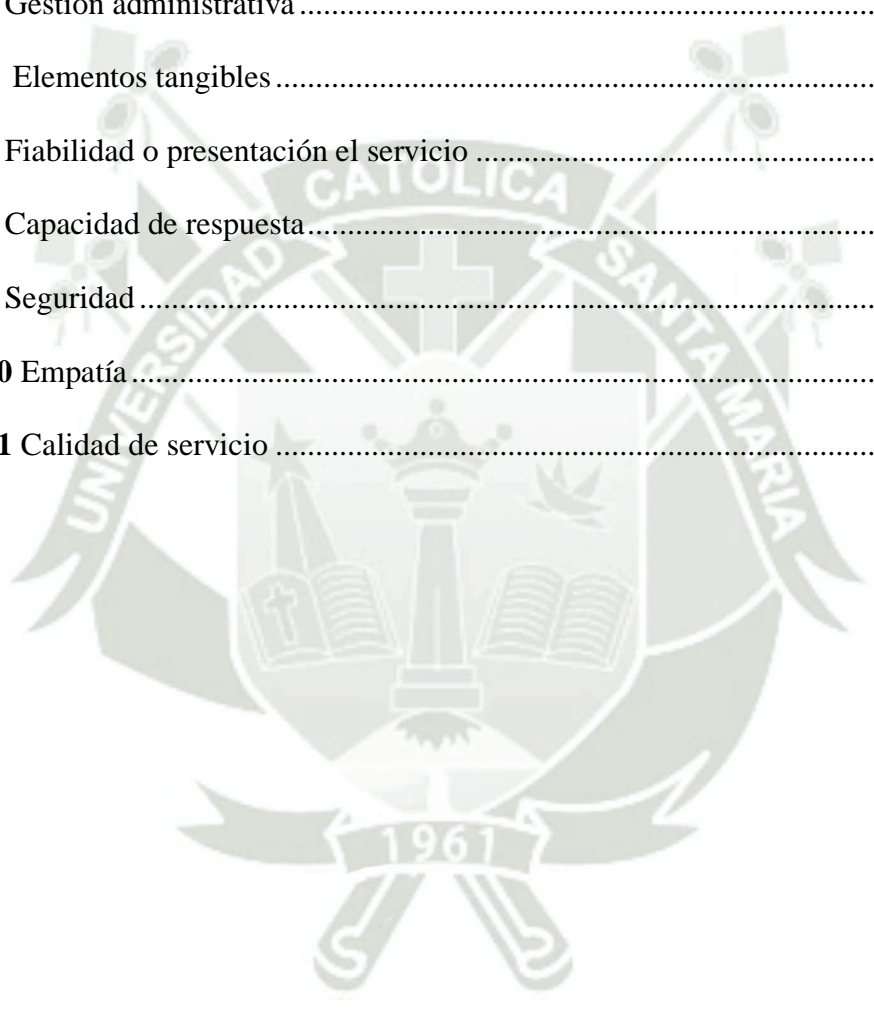 Gestión administrativa ....................................................................................
Elementos tangibles ....................................................................................
Fiabilidad o presentación el servicio ..................................................
Capacidad de respuesta ............................................................................
Seguridad ....................................................................................................
0 Empatía ....................................................................................................
1 Calidad de servicio ................................................................................
UNIVERSIDAD CATOLICA SANTA MARIA
1961